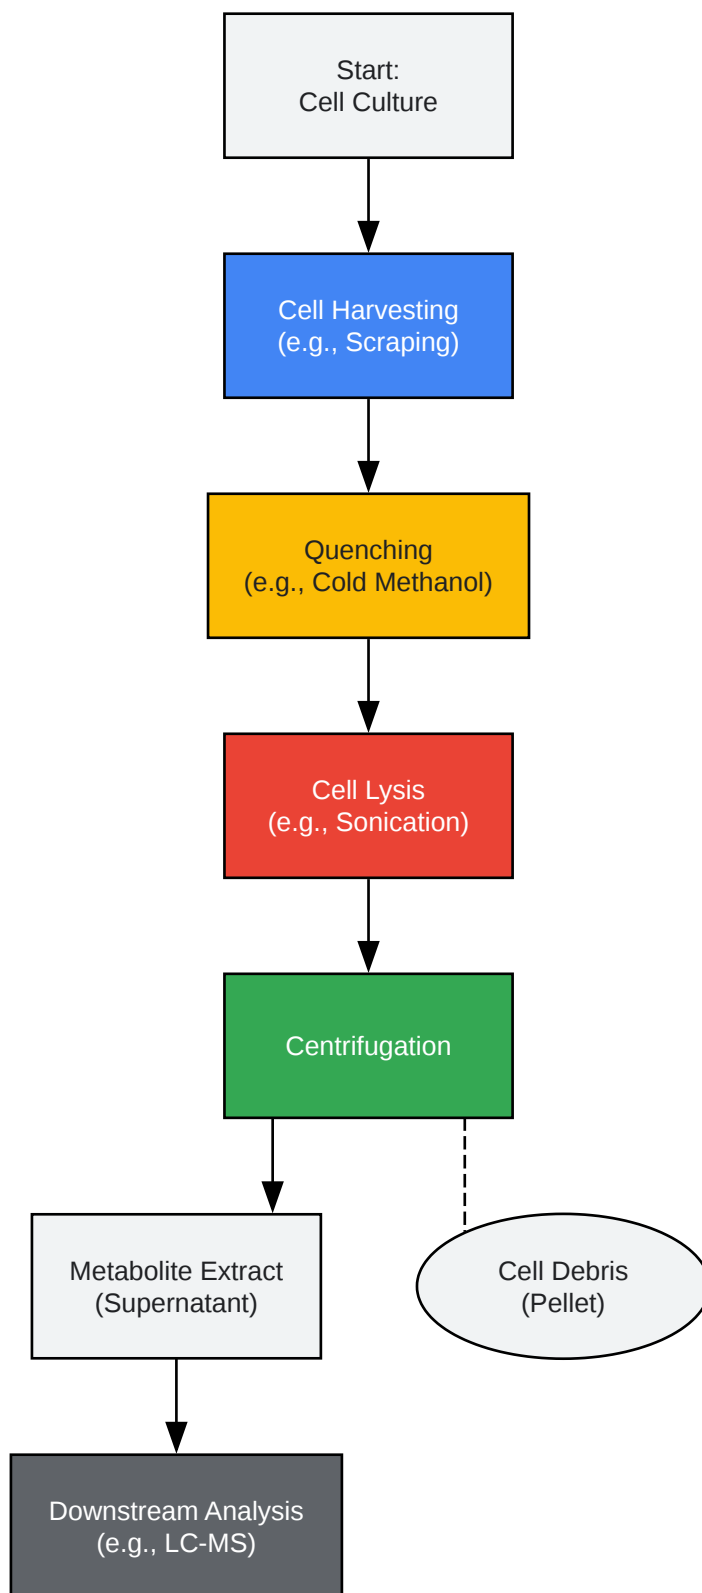 Start:
Cell Culture
Cell Harvesting
(e.g., Scraping)
Quenching
(e.g., Cold Methanol)
Cell Lysis
(e.g., Sonication)
Centrifugation
Metabolite Extract
(Supernatant)
Cell Debris
(Pellet)
Downstream Analysis
(e.g., LC-MS)